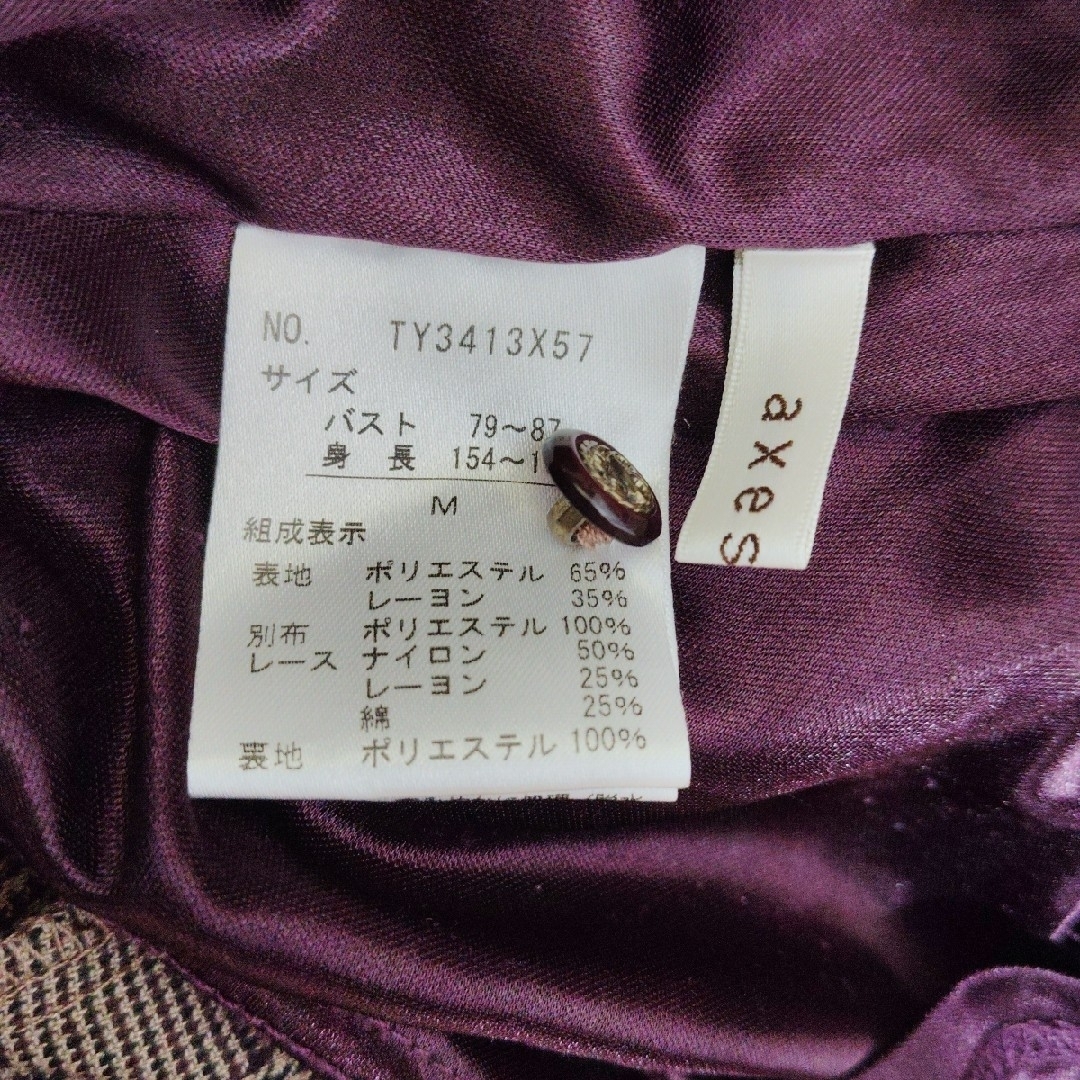 NO. TY3413X57
サイズ
バスト 79〜87
身長 154〜1
M
組成表示
表地 ポリエステル 65%
レーヨン 35%
別布 ポリエステル 100%
レース ナイロン 50%
レーヨン 25%
綿 25%
裏地 ポリエステル 100%
axes